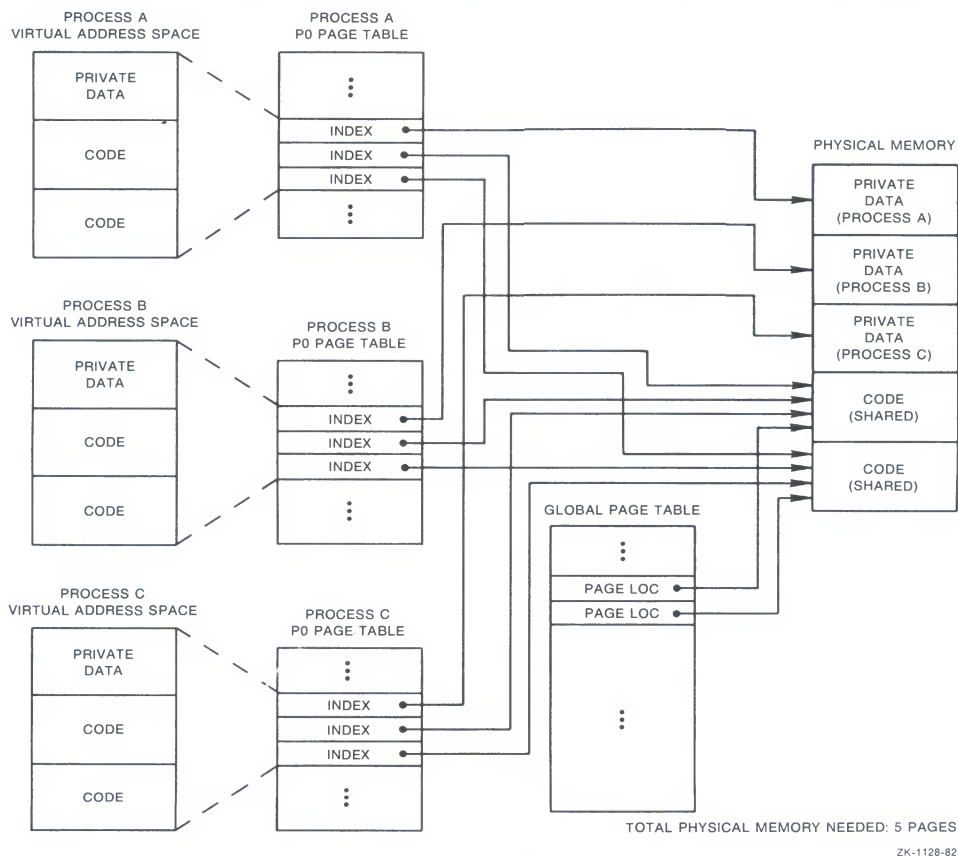 PROCESS A
VIRTUAL ADDRESS SPACE
PRIVATE
DATA
CODE
CODE
PROCESS A
P0 PAGE TABLE
INDEX
INDEX
INDEX
PROCESS B
VIRTUAL ADDRESS SPACE
PRIVATE
DATA
CODE
CODE
PROCESS B
P0 PAGE TABLE
INDEX
INDEX
INDEX
PROCESS C
VIRTUAL ADDRESS SPACE
PRIVATE
DATA
CODE
CODE
PROCESS C
P0 PAGE TABLE
INDEX
INDEX
INDEX
GLOBAL PAGE TABLE
PAGE LOC
PAGE LOC
PHYSICAL MEMORY
PRIVATE
DATA
(PROCESS A)
PRIVATE
DATA
(PROCESS B)
PRIVATE
DATA
(PROCESS C)
CODE
(SHARED)
CODE
(SHARED)
TOTAL PHYSICAL MEMORY NEEDED: 5 PAGES
ZK-1128-82